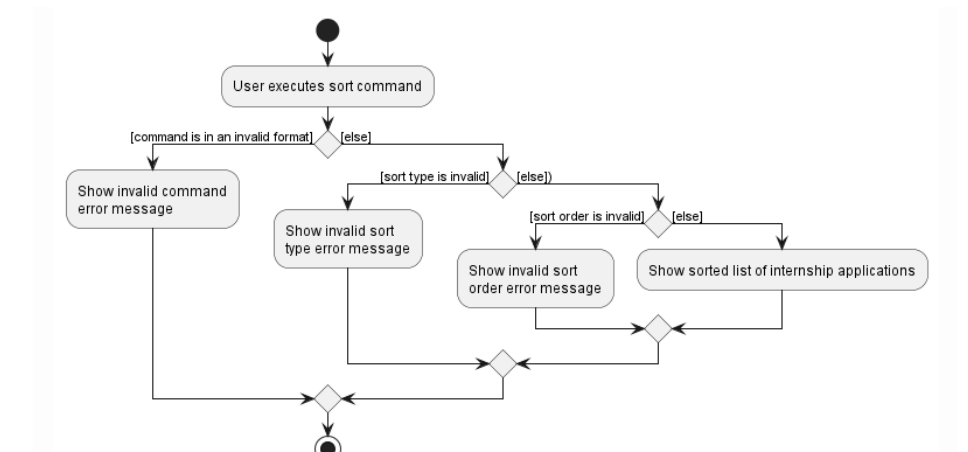 User executes sort command
[command is in an invalid format]
[else]
Show invalid command
error message
[sort type is invalid]
[else])
Show invalid sort
type error message
[sort order is invalid]
[else]
Show invalid sort
order error message
Show sorted list of internship applications